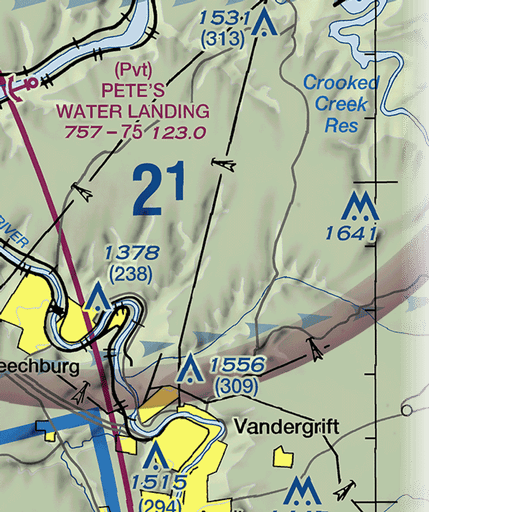 1531
(313)
(Pvt)
PETE'S
WATER LANDING
757 – 75 123.0
Crooked
Creek
Res
21
1641
RIVER
1378
(238)
eechburg
1556
(309)
6
Vandergrift
1515
(294)